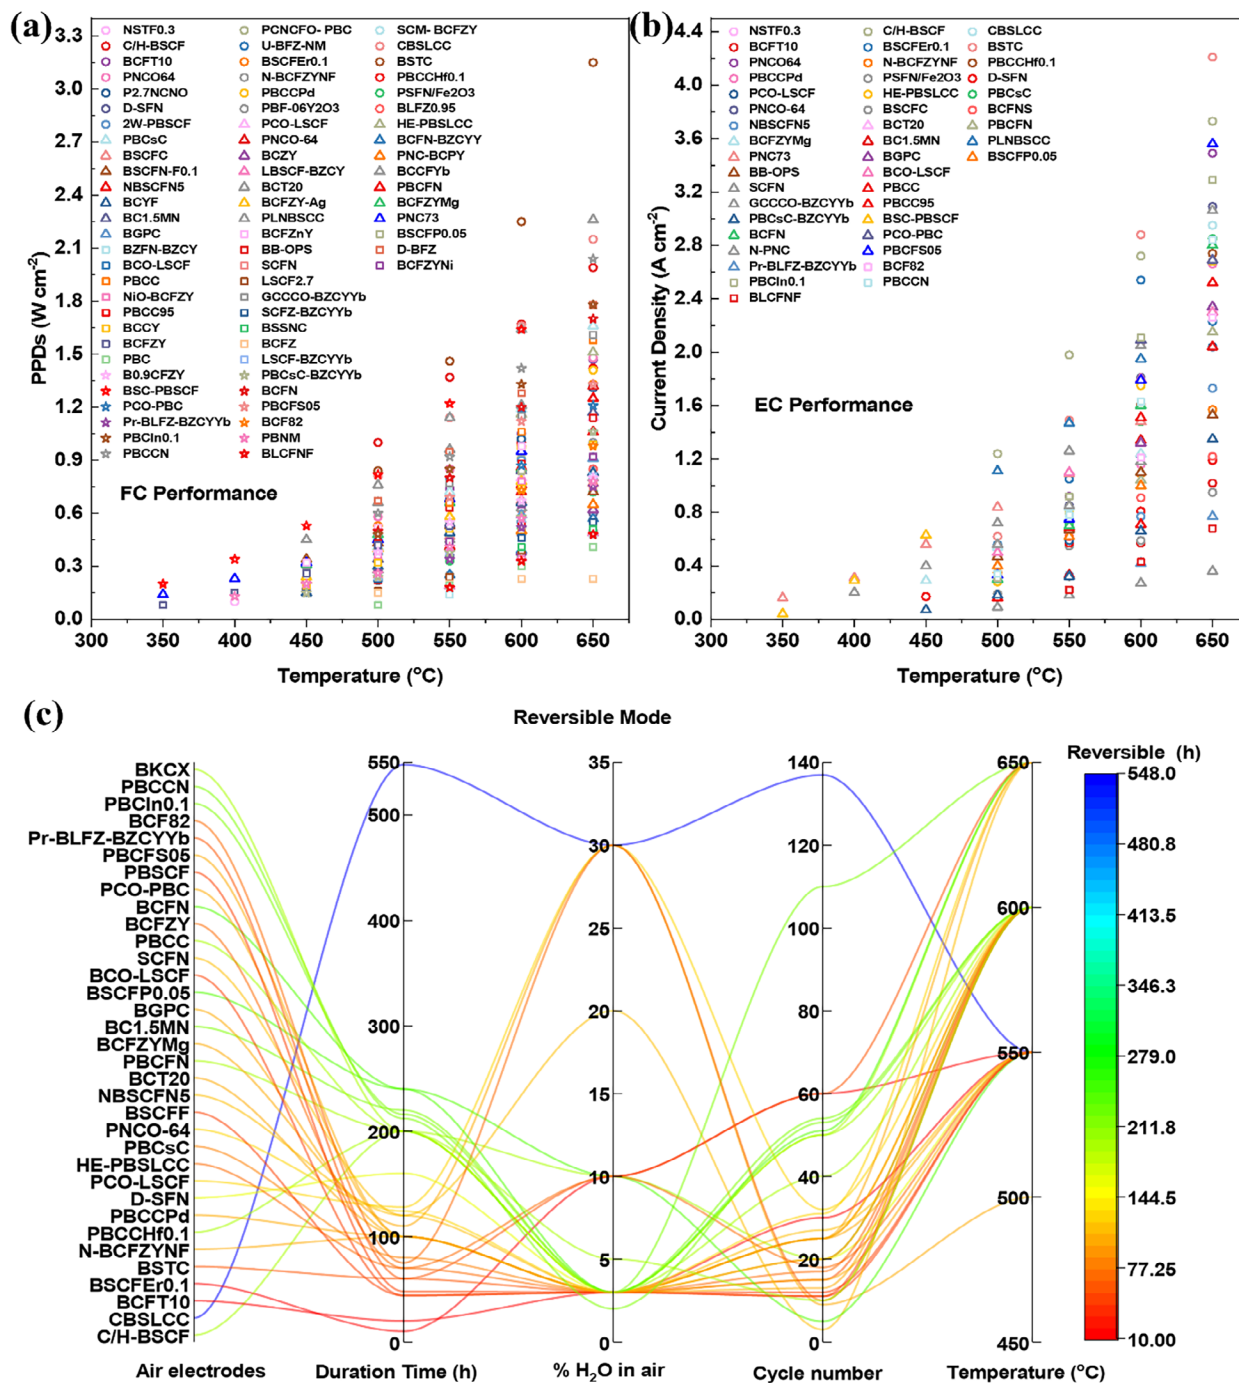 (a)
3.3
3.0
2.7
2.4
2.1
1.8
1.5
1.2
0.9
0.6
0.3
0.0
PPDs (W cm-2)
NSTF0.3
C/H-BSCF
BCFT10
PNCO64
P2.7NCNO
D-SFN
2W-PBSCF
PBCsC
BSCFC
BSCFN-F0.1
NBSCFN5
BCYF
BC1.5MN
BGPC
BZFN-BZCY
BCO-LSCF
PBCC
NiO-BCFZY
PBCC95
BCCY
BCFZY
PBC
B0.9CFZY
BSC-PBSCF
PCO-PBC
Pr-BLFZ-BZCYYb
PBCIn0.1
PBCCN
PCNCFO- PBC
U-BFZ-NM
BSCFEr0.1
N-BCFZYNF
PBCCPd
PBF-06Y2O3
PCO-LSCF
PNCO-64
BCZY
LBSCF-BZCY
BCT20
BCFZY-Ag
PLNBSCC
BCFZnY
BB-OPS
SCFN
LSCF2.7
GCCCO-BZCYYb
SCFZ-BZCYYb
BSSNC
BCFZ
LSCF-BZCYYb
PBCsC-BZCYYb
BCFN
PBCFS05
BCF82
PBNM
BLCFNF
SCM- BCFZY
CBSLCC
BSTC
PBCCHf0.1
PSFN/Fe2O3
BLFZ0.95
HE-PBSLCC
BCFN-BZCYY
PNC-BCPY
BCCFYb
PBCFN
BCFZYMg
PNC73
BSCFP0.05
D-BFZ
BCFZYNi
FC Performance
300
350
400
450
500
550
600
650
Temperature (oC)
(b)
4.4
4.0
3.6
3.2
2.8
2.4
2.0
1.6
1.2
0.8
0.4
0.0
Current Density (A cm-2)
NSTF0.3
BCFT10
PNCO64
PBCCPd
PCO-LSCF
PNCO-64
NBSCFN5
BCFZYMg
PNC73
BB-OPS
SCFN
GCCCO-BZCYYb
PBCsC-BZCYYb
BCFN
N-PNC
Pr-BLFZ-BZCYYb
PBCIn0.1
BLCFNF
C/H-BSCF
BSCFEr0.1
N-BCFZYNF
PSFN/Fe2O3
HE-PBSLCC
BSCFC
BCT20
BC1.5MN
BGPC
BCO-LSCF
PBCC
PBCC95
BSC-PBSCF
PCO-PBC
PBCFS05
BCF82
PBCCN
CBSLCC
BSTC
PBCCHf0.1
D-SFN
PBCsC
BCFNS
PBCFN
PLNBSCC
BSCFP0.05
EC Performance
300
350
400
450
500
550
600
650
Temperature (oC)
(c)
Reversible Mode
BKCX
PBCCN
PBCIn0.1
BCF82
Pr-BLFZ-BZCYYb
PBCFS05
PBSCF
PCO-PBC
BCFN
BCFZY
PBCC
SCFN
BCO-LSCF
BSCFP0.05
BGPC
BC1.5MN
BCFZYMg
PBCFN
BCT20
NBSCFN5
BSCFF
PNCO-64
PBCsC
HE-PBSLCC
PCO-LSCF
D-SFN
PBCCPd
PBCCHf0.1
N-BCFZYNF
BSTC
BSCFEr0.1
BCFT10
CBSLCC
C/H-BSCF
Air electrodes
550
500
400
300
200
100
0
Duration Time (h)
35
30
25
20
15
10
5
0
% H2O in air
140
120
100
80
60
40
20
0
Cycle number
650
600
550
500
450
Temperature (oC)
Reversible (h)
548.0
480.8
413.5
346.3
279.0
211.8
144.5
77.25
10.00